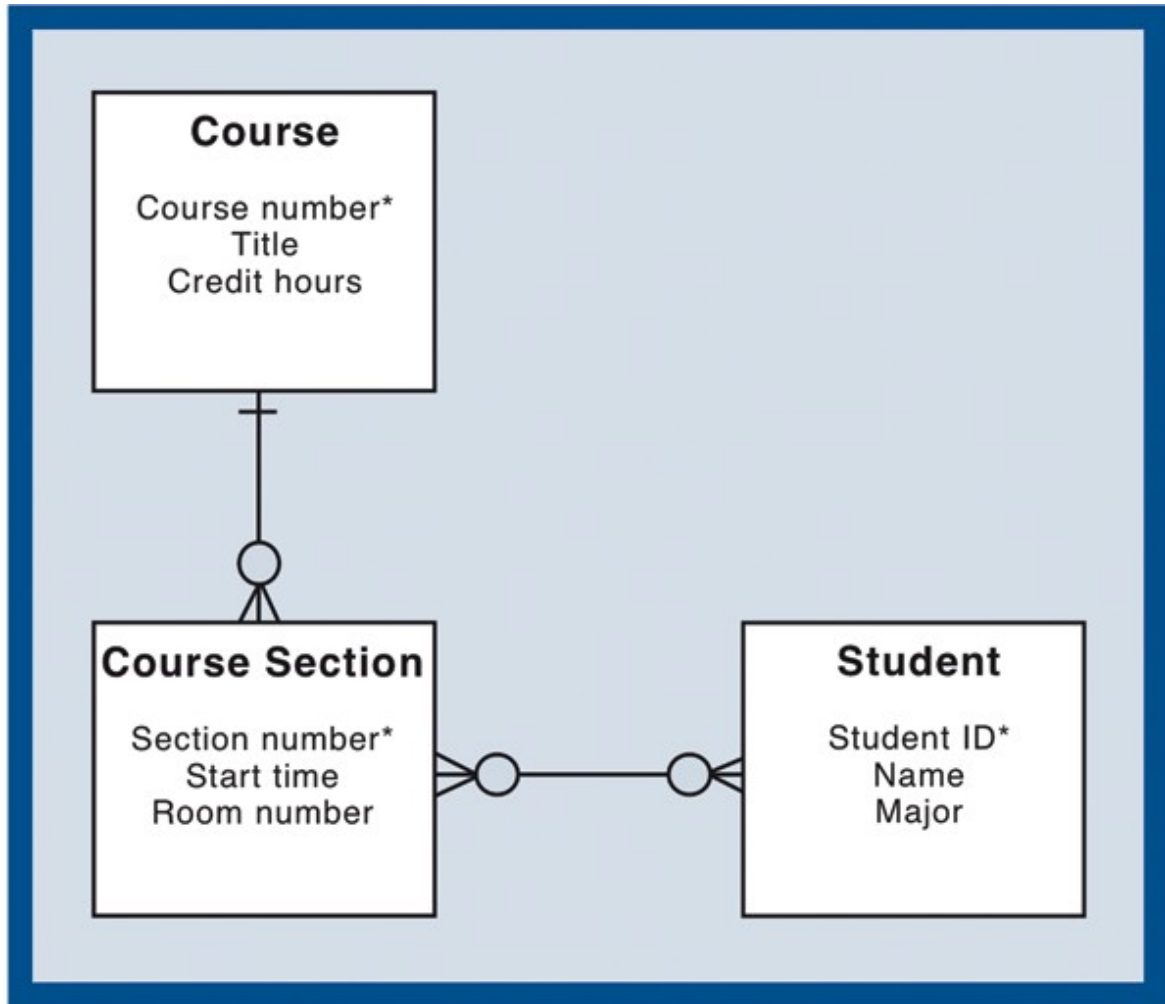 Course
Course number*
Title
Credit hours
Course Section
Section number*
Start time
Room number
Student
Student ID*
Name
Major